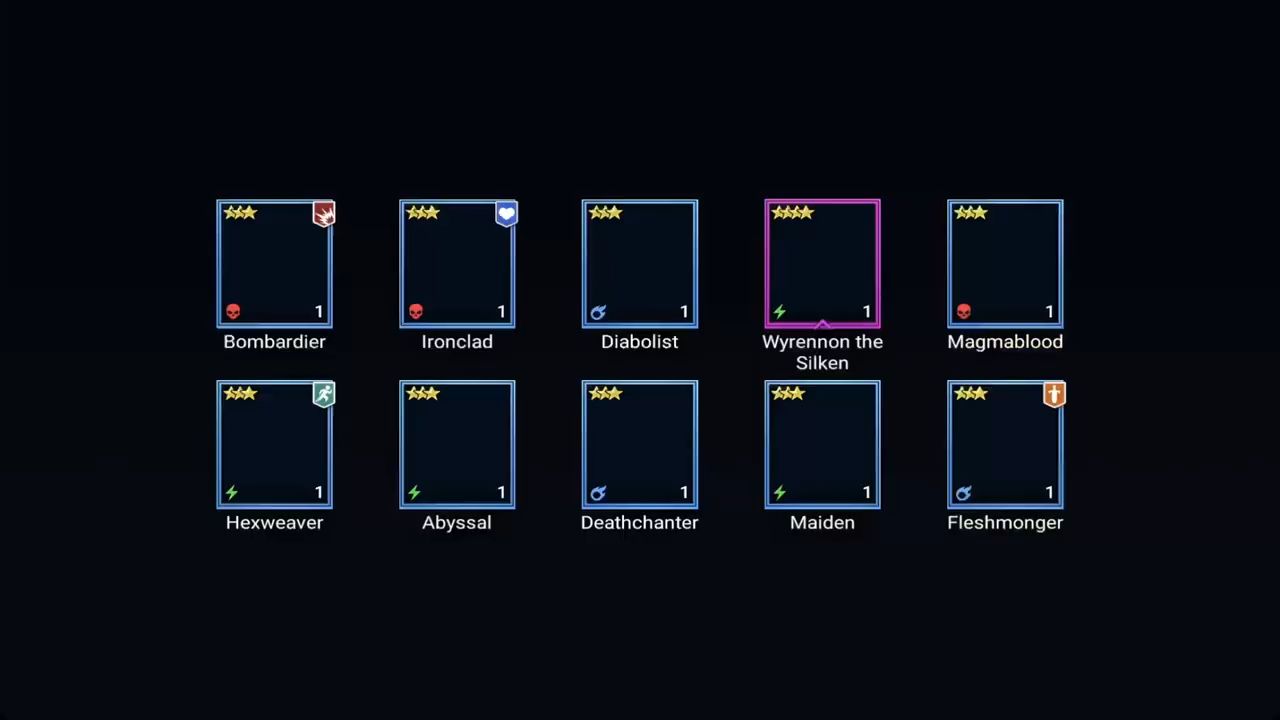 1 1 1 1 1
Bombardier Ironclad Diabolist Wyrennon the Magmablood
Silken
1 1 1 1 1
Hexweaver Abyssal Deathchanter Maiden Fleshmonger